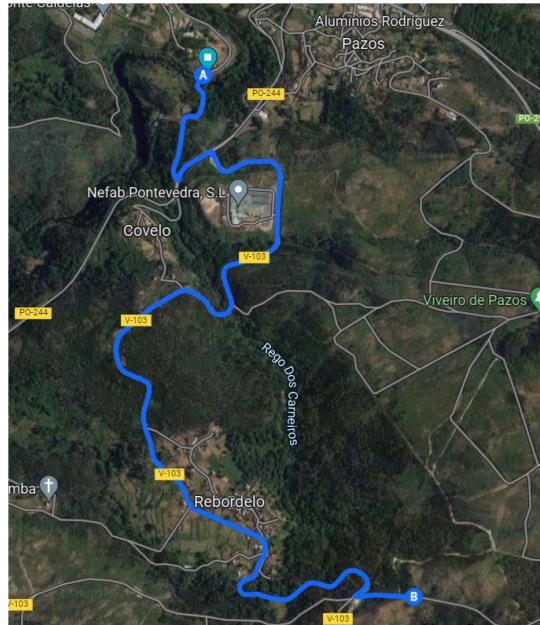 Aluminios Rodríguez
Pazos
A
PO-244
Nefab Pontevedra, S.L
Covelo
V-103
Viveiro de Pazos
PO-244
V-103
Rego Dos Carneiros
V-103
mba
Rebordelo
B
V-103
V-103